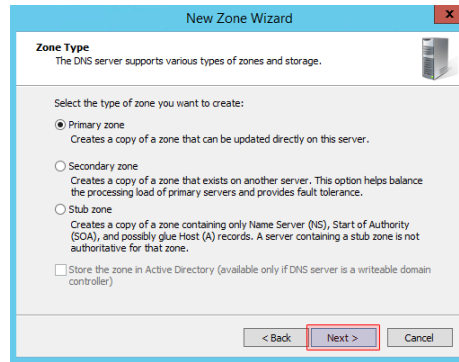 New Zone Wizard
x
Zone Type
The DNS server supports various types of zones and storage.
Select the type of zone you want to create:
Primary zone
Creates a copy of a zone that can be updated directly on this server.
Secondary zone
Creates a copy of a zone that exists on another server. This option helps balance
the processing load of primary servers and provides fault tolerance.
Stub zone
Creates a copy of a zone containing only Name Server (NS), Start of Authority
(SOA), and possibly glue Host (A) records. A server containing a stub zone is not
authoritative for that zone.
Store the zone in Active Directory (available only if DNS server is a writeable domain
controller)
< Back
Next >
Cancel